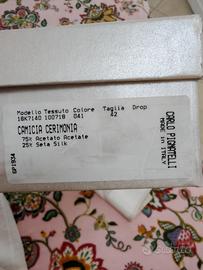 Modello Tessuto Colore Taglia Drop
18K7140 100718 041 42
CAMICIA CERIMONIA
75% Acetato Acetate
25% Seta Silk
CARLO PIGNATELLI
MADE in ITALY